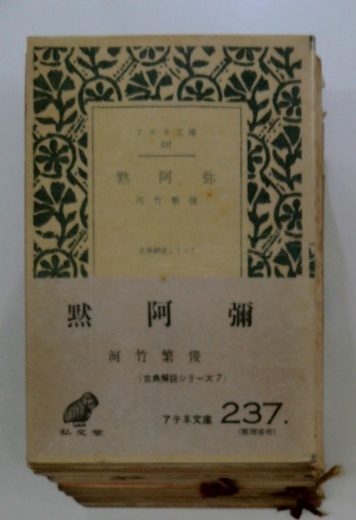 アテネ文庫
237
黙阿弥
河竹繁俊
古典解説シリーズ
黙阿彌
河竹繁俊
〔古典解説シリーズ7〕
アテネ文庫 237.
弘文堂